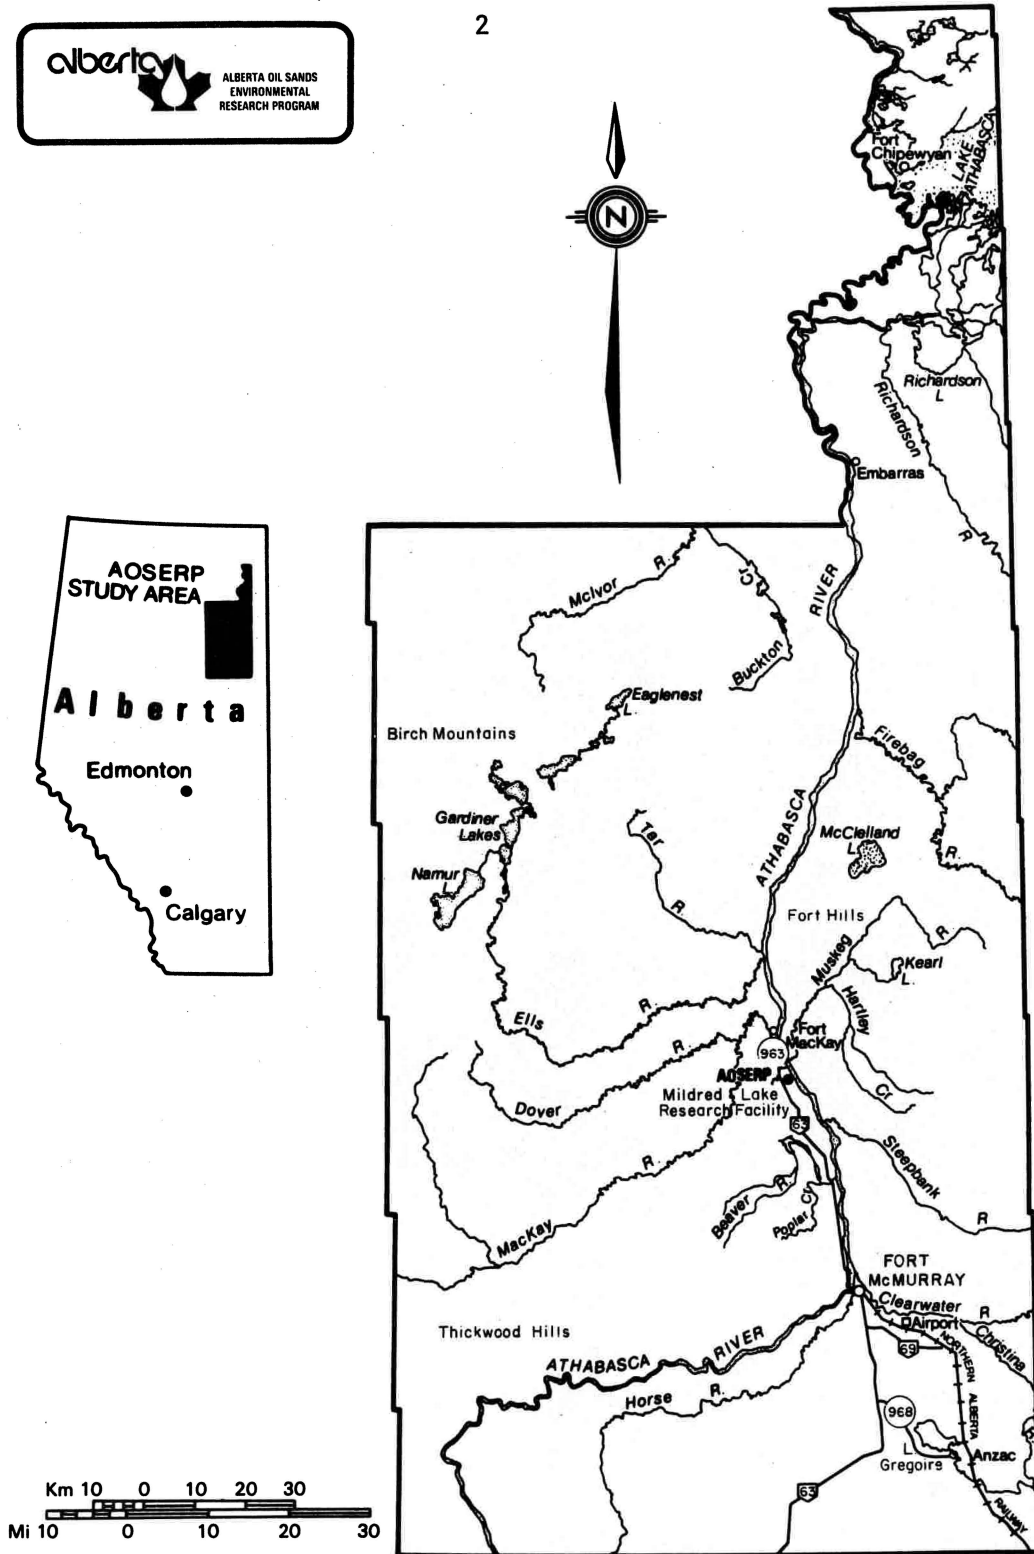 2
alberta
ALBERTA OIL SANDS
ENVIRONMENTAL
RESEARCH PROGRAM
N
Fort
Chipewyan
LAKE
ATHABASCA
Richardson
L.
Richardson
R.
Embarras
RIVER
ATHABASCA
McIvor R.
Buckton Cr.
Eaglenest
L.
Birch Mountains
Gardiner
Lakes
Namur
L.
Tar
R.
Firebag
R.
McClelland
L.
Fort Hills
Muskeg R.
Kearl
L.
Hartley
Cr.
Ells R.
Fort
MacKay
963
AOSERP
Mildred Lake
Research Facility
Dover R.
MacKay R.
63
Steepbank
R.
Beaver R.
Poplar Cr.
FORT
McMURRAY
Clearwater R.
Airport
Christina
69
NORTHERN ALBERTA RAILWAY
Thickwood Hills
ATHABASCA RIVER
Horse R.
968
L.
Gregoire
Anzac
63
AOSERP
STUDY AREA
Alberta
Edmonton
Calgary
Km 10 0 10 20 30
Mi 10 0 10 20 30